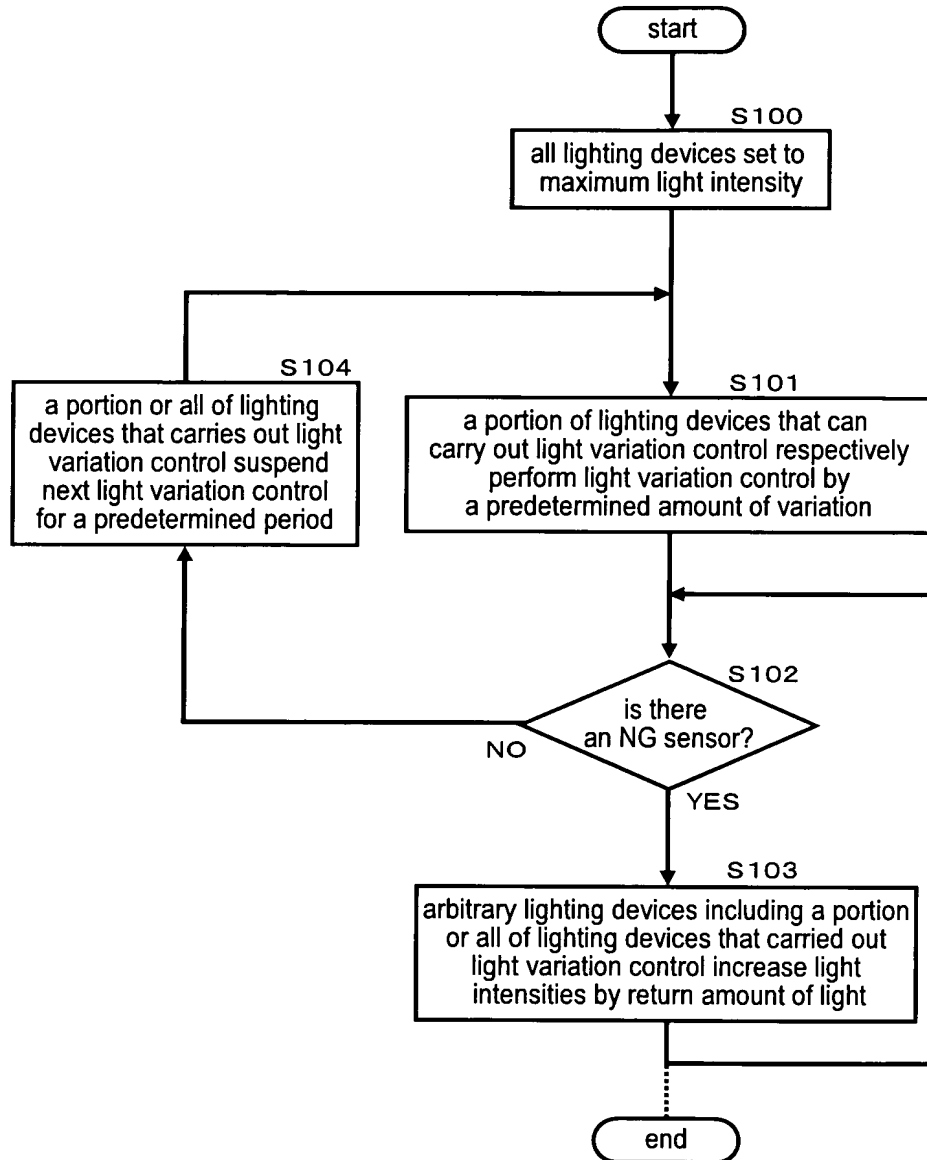 start
S100
all lighting devices set to
maximum light intensity
S104
a portion or all of lighting
devices that carries out light
variation control suspend
next light variation control
for a predetermined period
S101
a portion of lighting devices that can
carry out light variation control respectively
perform light variation control by
a predetermined amount of variation
S102
is there
an NG sensor?
NO
YES
S103
arbitrary lighting devices including a portion
or all of lighting devices that carried out
light variation control increase light
intensities by return amount of light
end